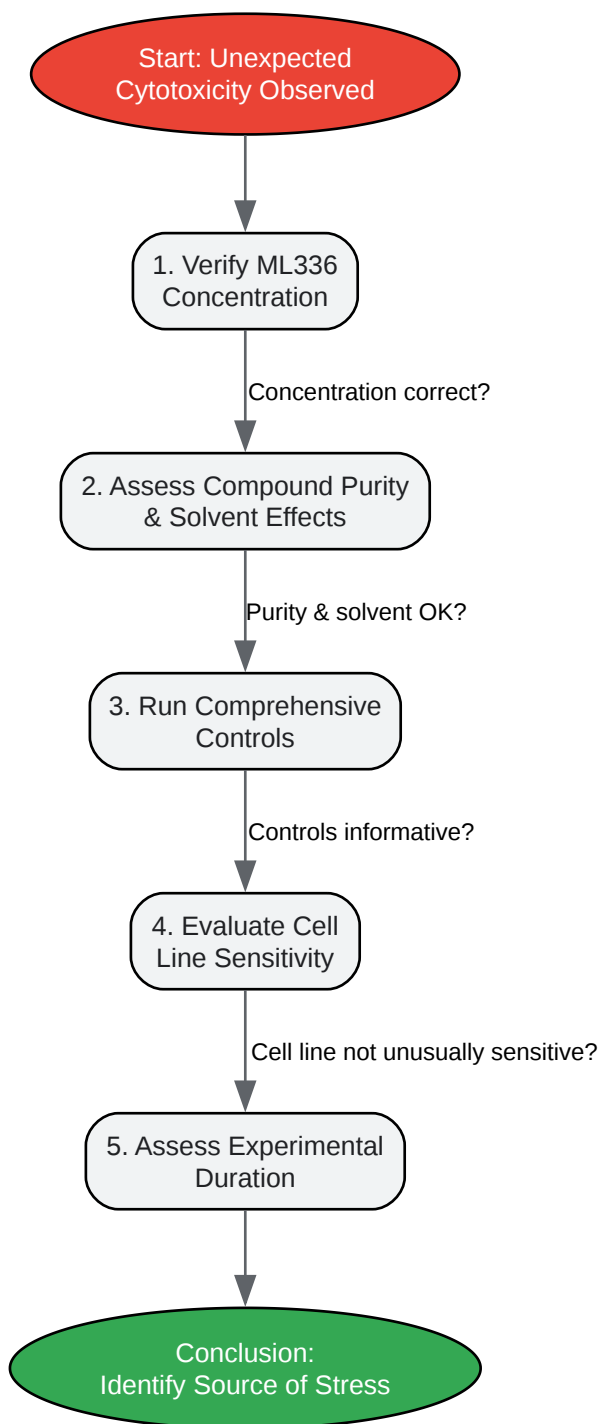 Start: Unexpected
Cytotoxicity Observed
1. Verify ML336
Concentration
Concentration correct?
2. Assess Compound Purity
& Solvent Effects
Purity & solvent OK?
3. Run Comprehensive
Controls
Controls informative?
4. Evaluate Cell
Line Sensitivity
Cell line not unusually sensitive?
5. Assess Experimental
Duration
Conclusion:
Identify Source of Stress